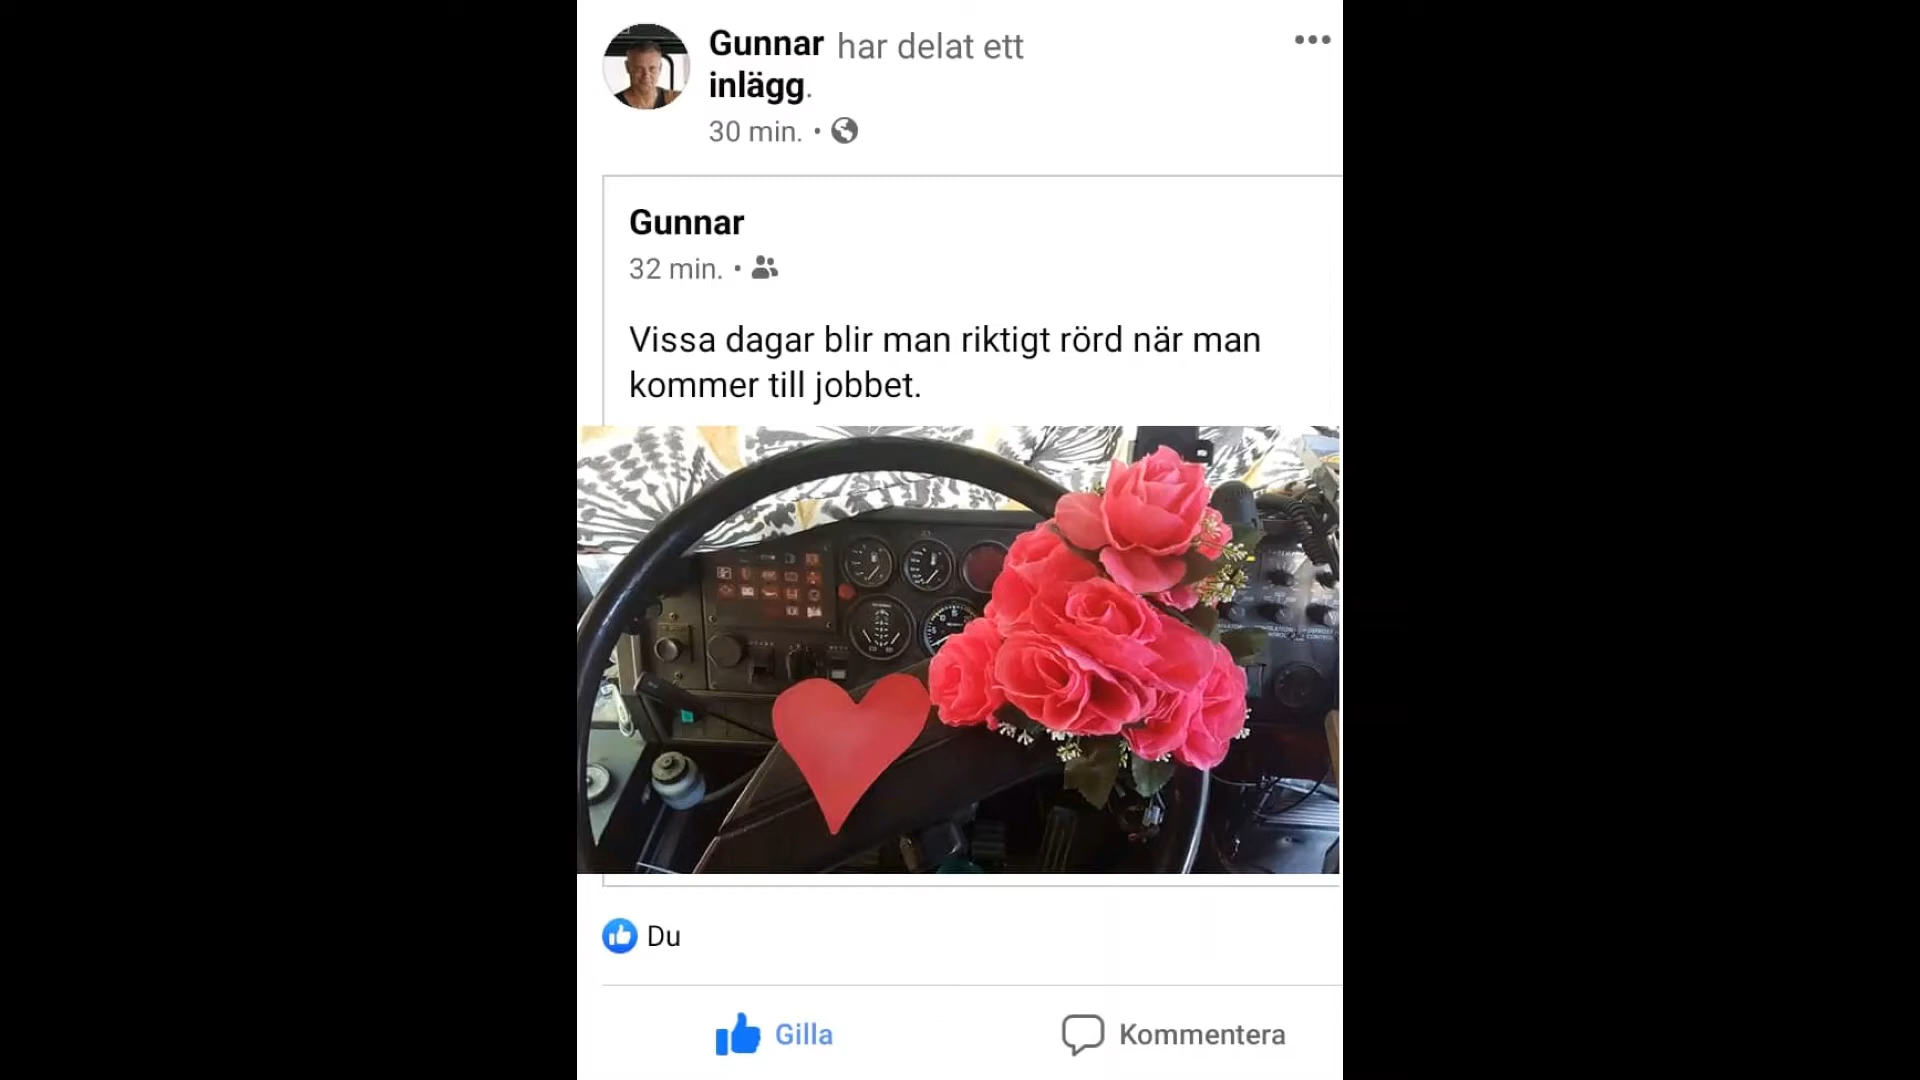 Gunnar har delat ett
inlägg.
30 min. •
Gunnar
32 min. •
Vissa dagar blir man riktigt rörd när man
kommer till jobbet.
Du
Gilla
Kommentera